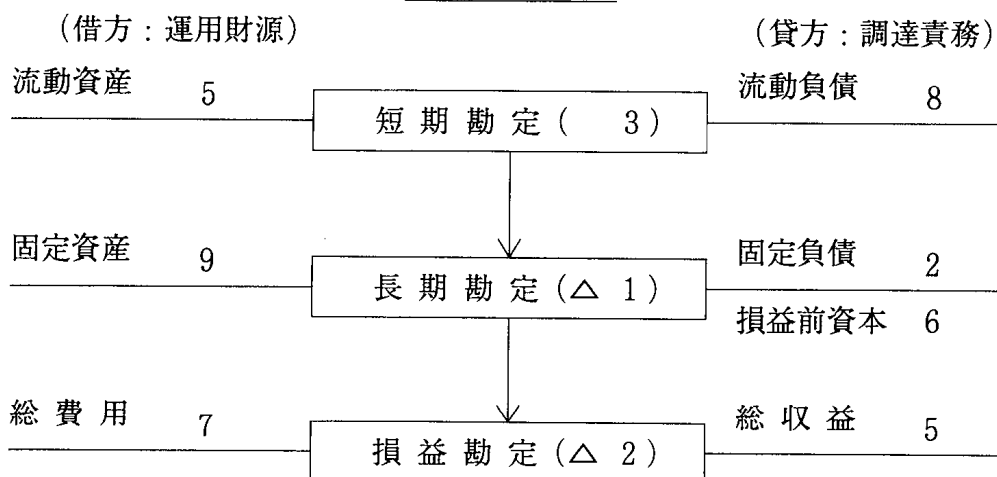 （借方：運用財源） （貸方：調達責務）
流動資産 5 流動負債 8
短期勘定（ 3）
固定資産 9 固定負債 2
長期勘定（△ 1）
損益前資本 6
総費用 7 総収益 5
損益勘定（△ 2）